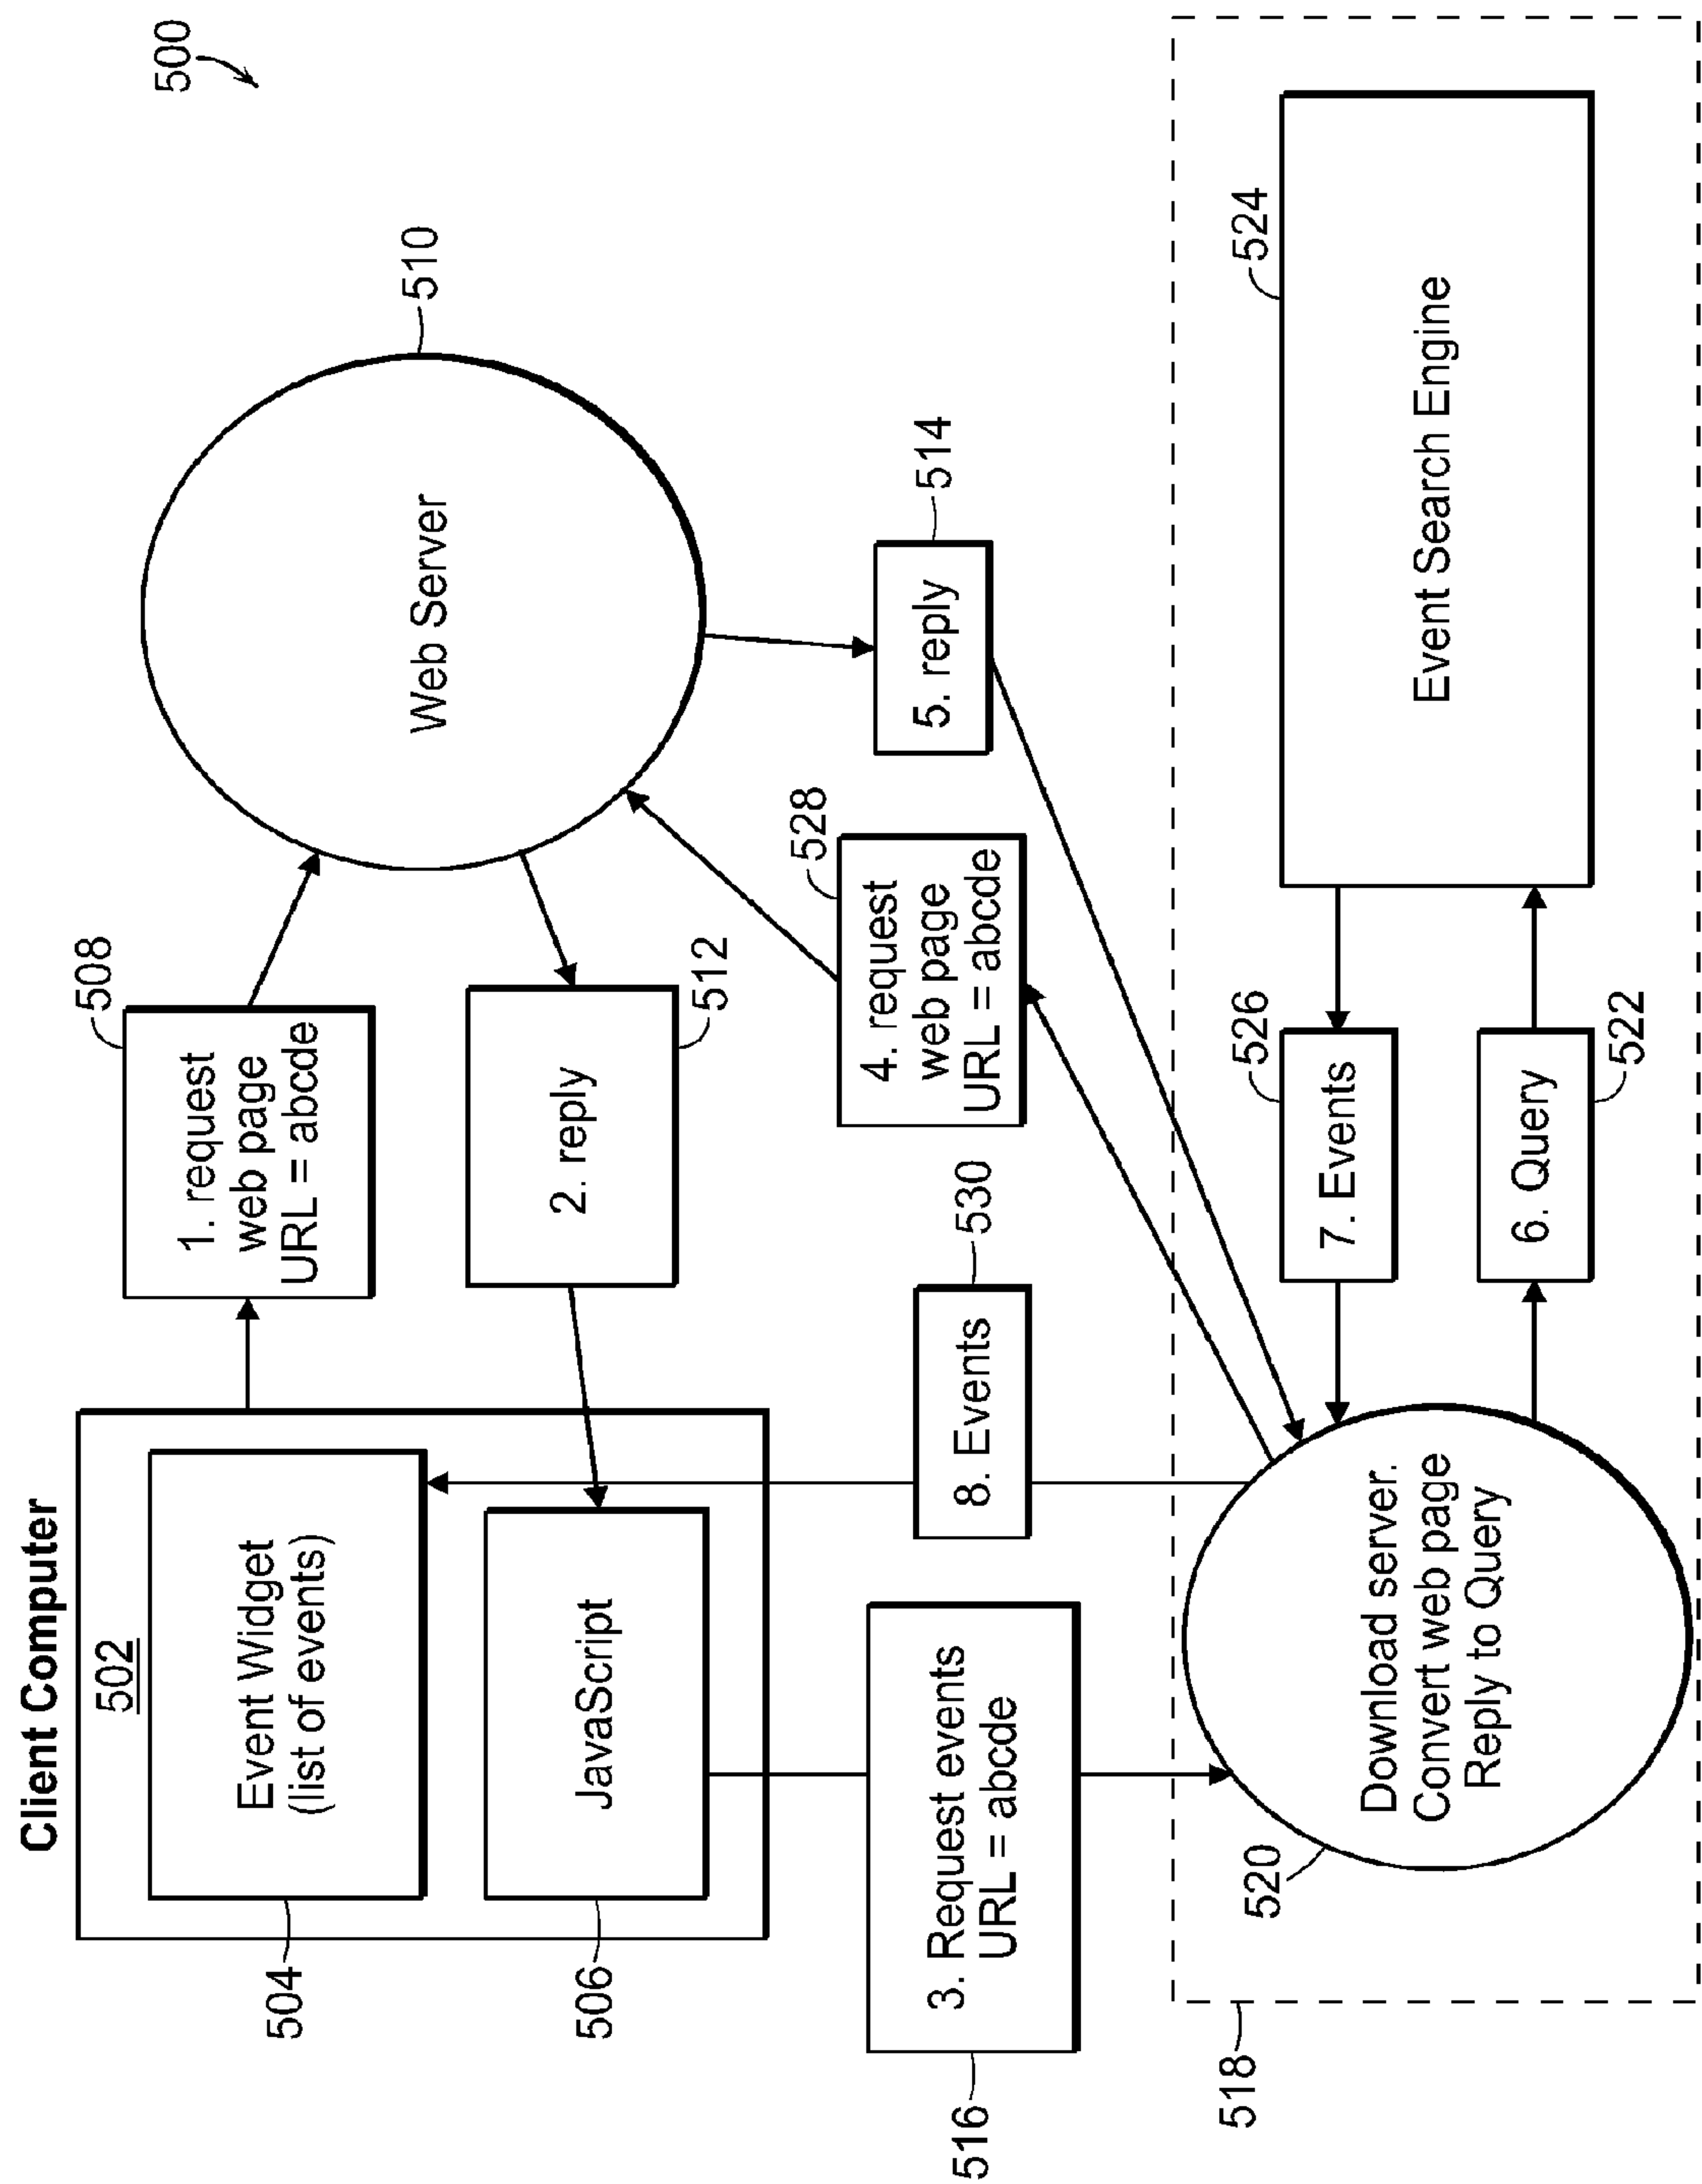 500
Client Computer
502
Event Widget
(list of events)
504
JavaScript
506
1. request
web page
URL = abcde
508
Web Server
510
2. reply
512
3. Request events
URL = abcde
516
8. Events
530
4. request
web page
URL = abcde
528
5. reply
514
518
Download server.
Convert web page
Reply to Query
520
7. Events
526
6. Query
522
Event Search Engine
524